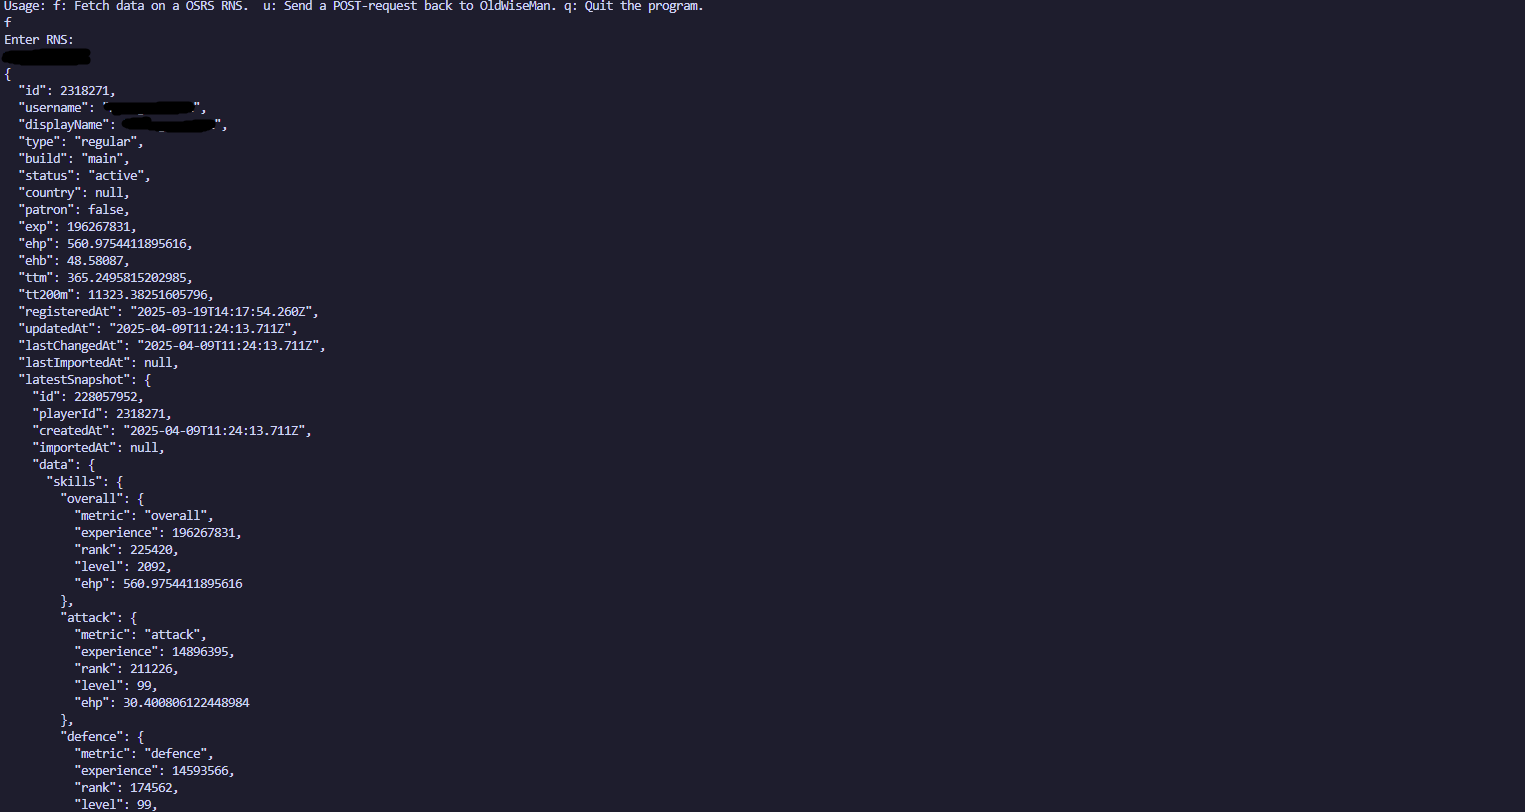 Usage: f: Fetch data on a OSRS RNS.  u: Send a POST-request back to OldWiseMan. q: Quit the program.
f
Enter RNS:
{
  "id": 2318271,
  "username": "",
  "displayName": ",
  "type": "regular",
  "build": "main",
  "status": "active",
  "country": null,
  "patron": false,
  "exp": 196267831,
  "ehp": 560.9754411895616,
  "ehb": 48.58087,
  "ttm": 365.2495815202985,
  "tt200m": 11323.38251605796,
  "registeredAt": "2025-03-19T14:17:54.260Z",
  "updatedAt": "2025-04-09T11:24:13.711Z",
  "lastChangedAt": "2025-04-09T11:24:13.711Z",
  "lastImportedAt": null,
  "latestSnapshot": {
    "id": 228057952,
    "playerId": 2318271,
    "createdAt": "2025-04-09T11:24:13.711Z",
    "importedAt": null,
    "data": {
      "skills": {
        "overall": {
          "metric": "overall",
          "experience": 196267831,
          "rank": 225420,
          "level": 2092,
          "ehp": 560.9754411895616
        },
        "attack": {
          "metric": "attack",
          "experience": 14896395,
          "rank": 211226,
          "level": 99,
          "ehp": 30.400806122448984
        },
        "defence": {
          "metric": "defence",
          "experience": 14593566,
          "rank": 174562,
          "level": 99,